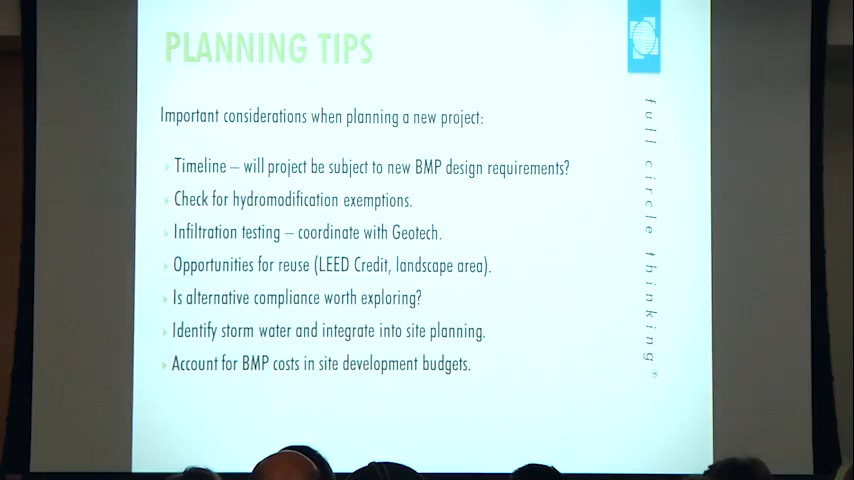 PLANNING TIPS
Important considerations when planning a new project:
Timeline – will project be subject to new BMP design requirements?
Check for hydromodification exemptions.
Infiltration testing – coordinate with Geotech.
Opportunities for reuse (LEED Credit, landscape area).
Is alternative compliance worth exploring?
Identify storm water and integrate into site planning.
Account for BMP costs in site development budgets.
full circle thinking®